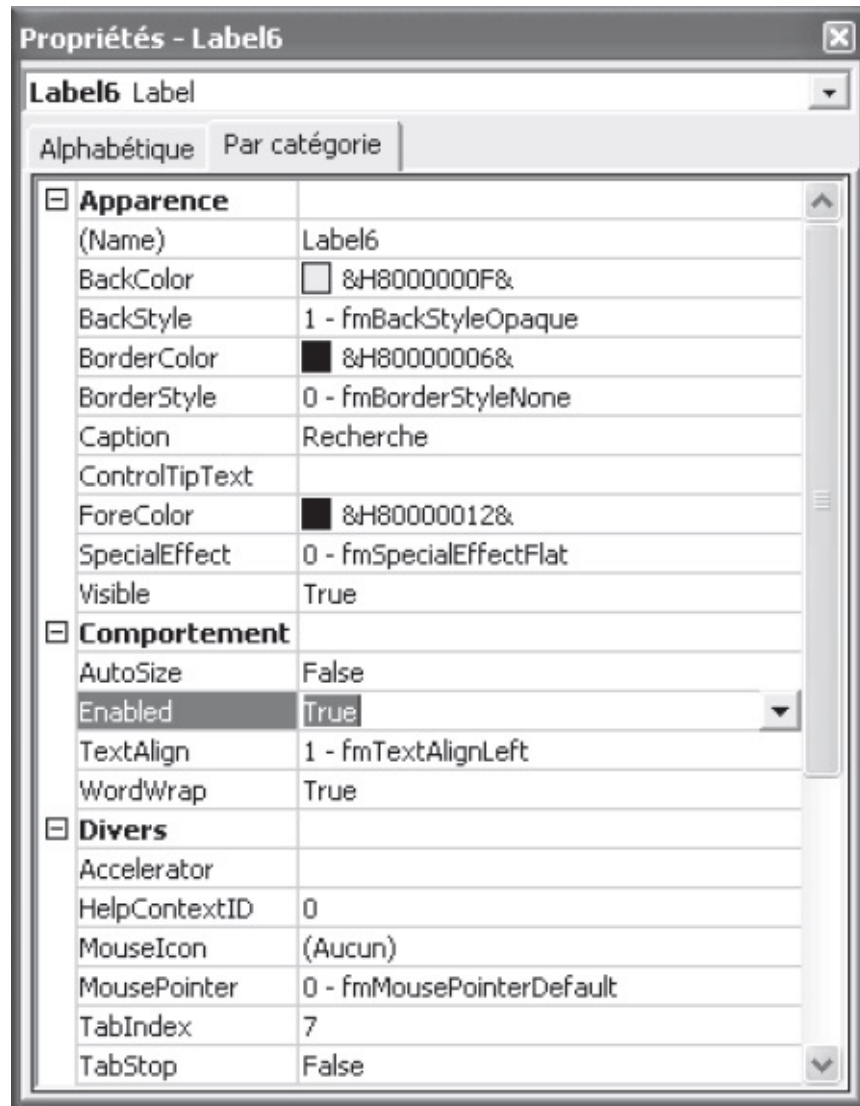 Propriétés - Label6
Label6 Label
Alphabétique Par catégorie
Apparence
(Name) Label6
BackColor &H8000000F&
BackStyle 1 - fmBackStyleOpaque
BorderColor &H80000006&
BorderStyle 0 - fmBorderStyleNone
Caption Recherche
ControlTipText
ForeColor &H80000012&
SpecialEffect 0 - fmSpecialEffectFlat
Visible True
Comportement
AutoSize False
Enabled True
TextAlign 1 - fmTextAlignLeft
WordWrap True
Divers
Accelerator
HelpContextID 0
MouseIcon (Aucun)
MousePointer 0 - fmMousePointerDefault
TabIndex 7
TabStop False